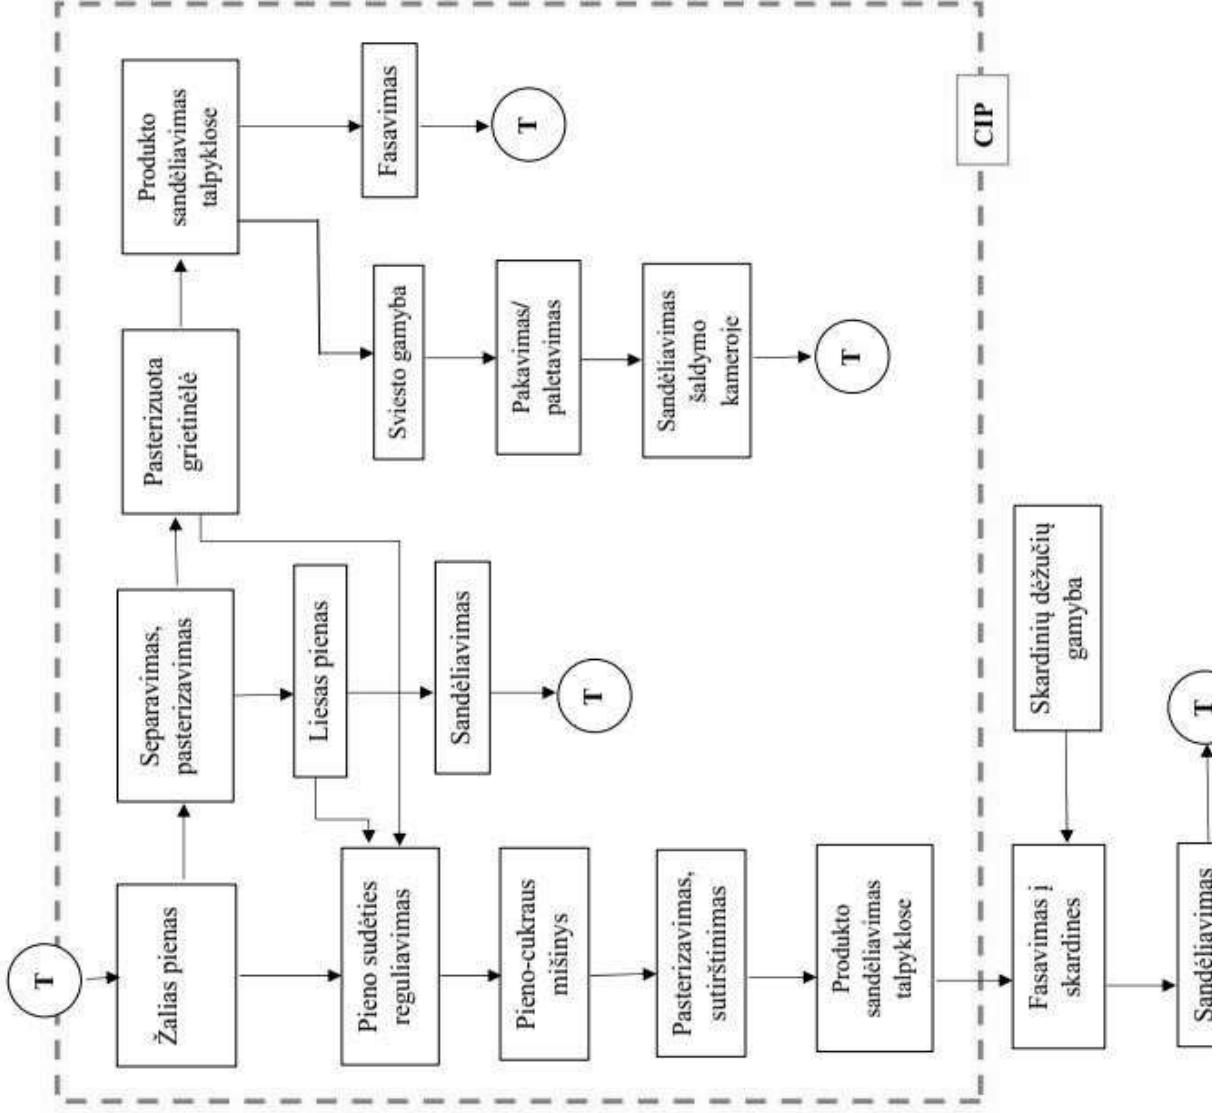 T
Žalias pienas
Separavimas,
pasterizavimas
Pasterizuota
grietinėlė
Produkto
sandėliavimas
talpyklose
Liesas pienas
Sandėliavimas
T
Sviesto gamyba
Pakavimas/
paletavimas
Sandėliavimas
šaldymo
kameroje
T
Fasavimas
T
Pieno sudėties
reguliavimas
Pieno-cukraus
mišinys
Pasterizavimas,
sutirštinimas
Produkto
sandėliavimas
talpyklose
CIP
Fasavimas į
skardines
Skardinių dėžučių
gamyba
Sandėliavimas
T